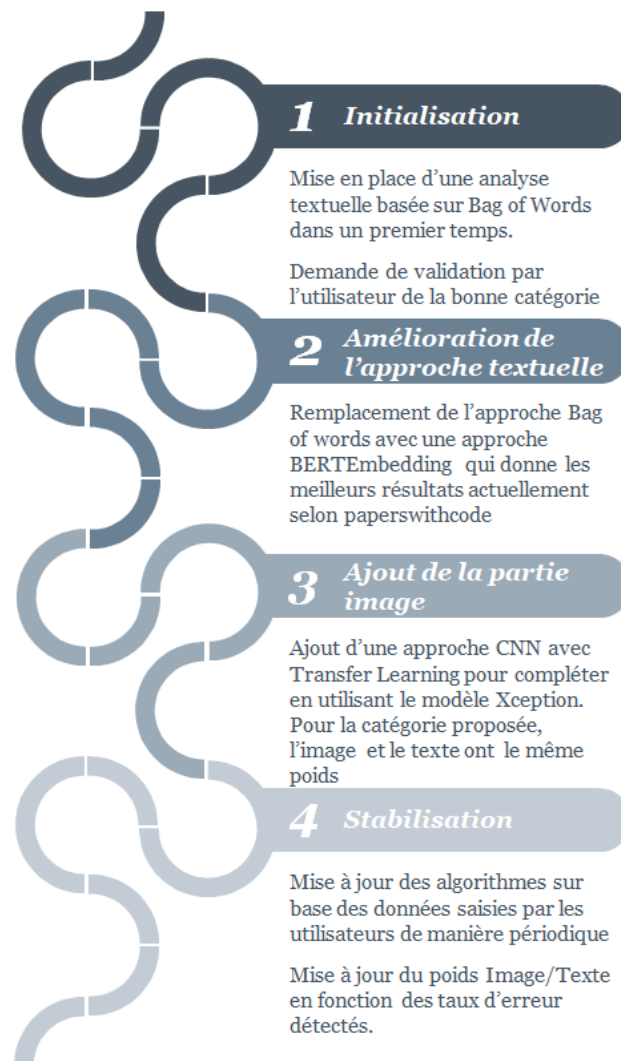 1 Initialisation
Mise en place d'une analyse
textuelle basée sur Bag of Words
dans un premier temps.
Demande de validation par
l'utilisateur de la bonne catégorie
2 Amélioration de
l'approche textuelle
Remplacement de l'approche Bag
of words avec une approche
BERTEmbedding qui donne les
meilleurs résultats actuellement
selon paperswithcode
3 Ajout de la partie
image
Ajout d'une approche CNN avec
Transfer Learning pour compléter
en utilisant le modèle Xception.
Pour la catégorie proposée,
l'image et le texte ont le même
poids
4 Stabilisation
Mise à jour des algorithmes sur
base des données saisies par les
utilisateurs de manière périodique
Mise à jour du poids Image/Texte
en fonction des taux d'erreur
détectés.